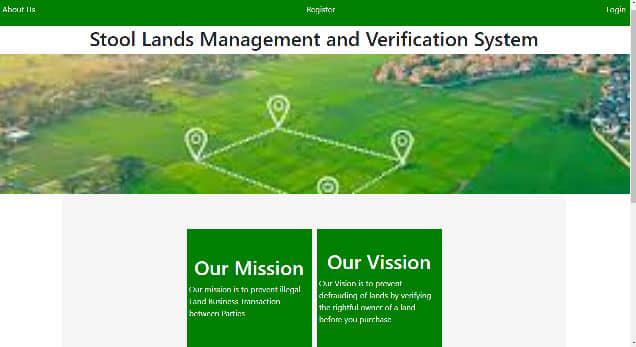 About Us Register Login
Stool Lands Management and Verification System
Our Mission
Our mission is to prevent illegal
Land Business Transaction
between Parties
Our Vission
Our Vision is to prevent
defrauding of lands by verifying
the rightful owner of a land
before you purchase